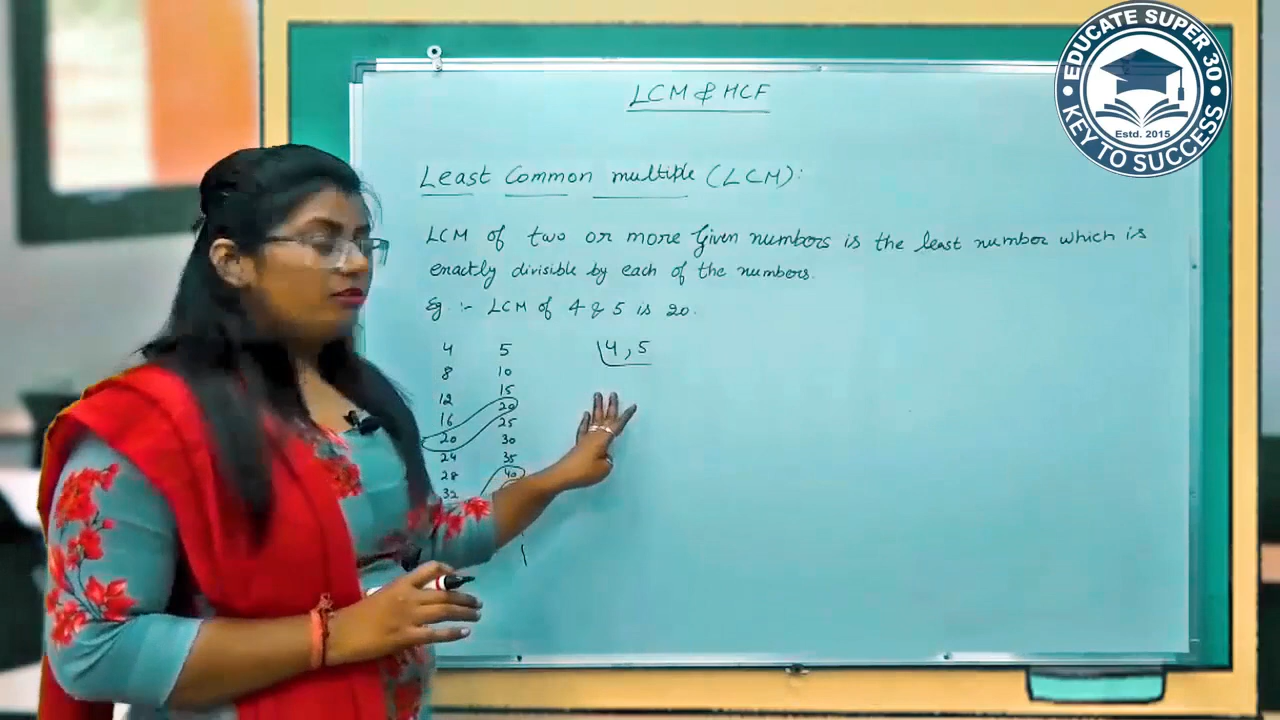 LCM & HCF
Least Common multiple (LCM):
LCM of two or more Given numbers is the least number which is
enactly divisible by each of the numbers.
Eg :- LCM of 4 & 5 is 20.
4 5 4, 5
8 10
12 15
16 20
20 25
24 30
28 35
32 40
EDUCATE SUPER 30
Estd. 2015
KEY TO SUCCESS